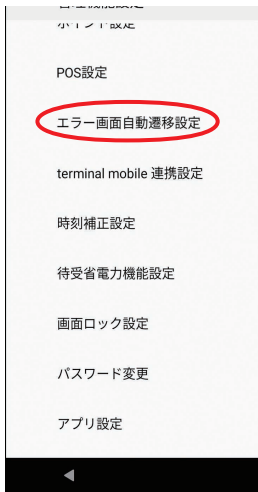 ポイント設定
POS設定
エラー画面自動遷移設定
terminal mobile 連携設定
時刻補正設定
待受省電力機能設定
画面ロック設定
パスワード変更
アプリ設定